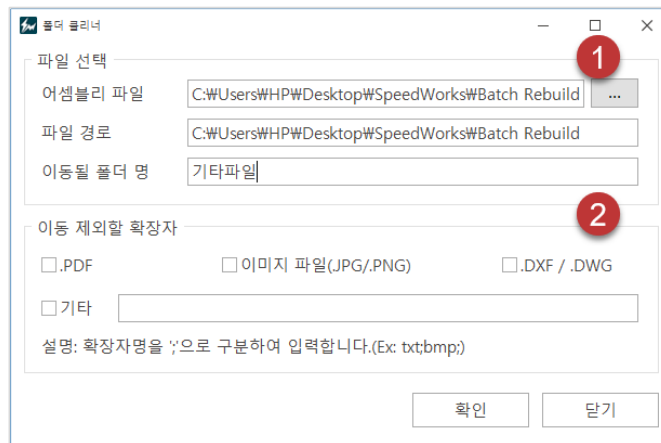 폴더 클리너
1
파일 선택
어셈블리 파일 C:₩Users₩HP₩Desktop₩SpeedWorks₩Batch Rebuild ...
파일 경로 C:₩Users₩HP₩Desktop₩SpeedWorks₩Batch Rebuild
이동될 폴더 명 기타파일
2
이동 제외할 확장자
.PDF 이미지 파일(.JPG/.PNG) .DXF / .DWG
기타
설명: 확장자명을 ';'으로 구분하여 입력합니다.(Ex: txt;bmp;)
확인 닫기